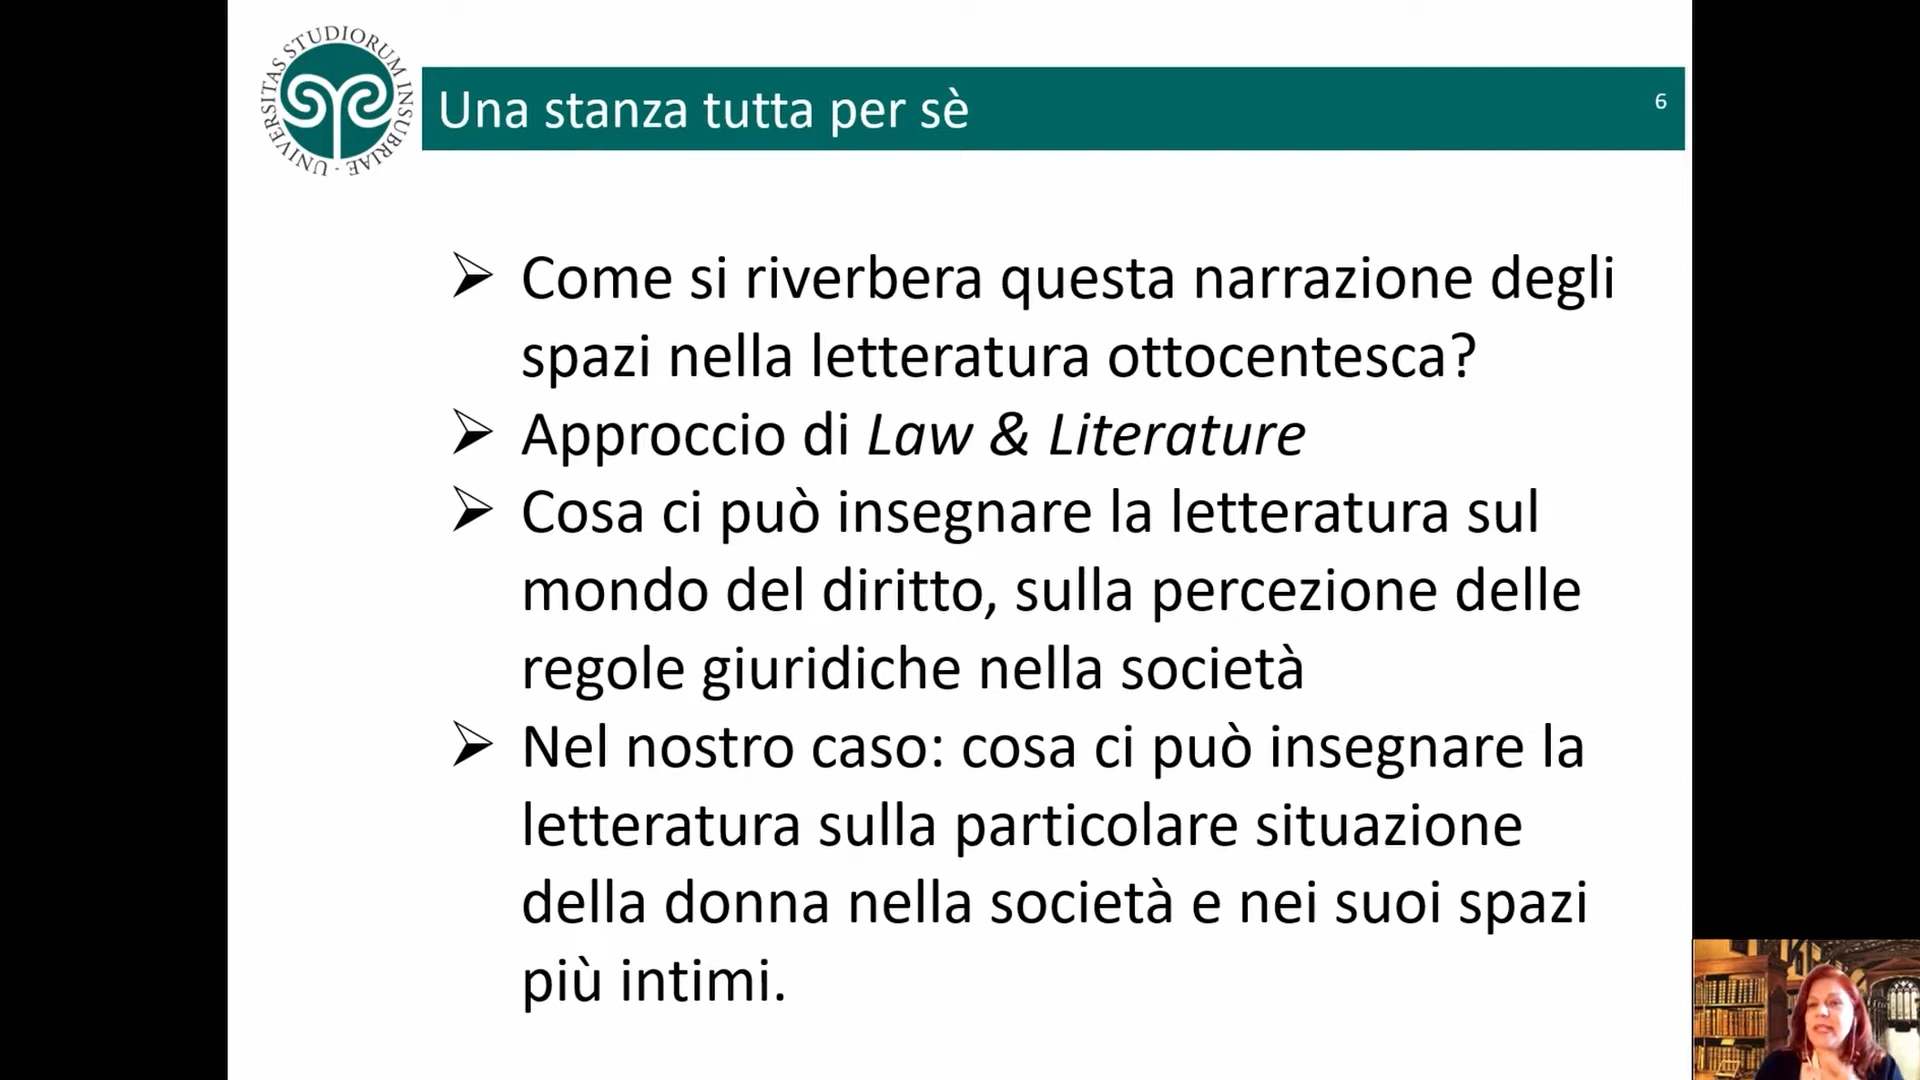 UNIVERSITAS STUDIORUM INSUBRIAE
Una stanza tutta per sè
6
Come si riverbera questa narrazione degli
spazi nella letteratura ottocentesca?
Approccio di Law & Literature
Cosa ci può insegnare la letteratura sul
mondo del diritto, sulla percezione delle
regole giuridiche nella società
Nel nostro caso: cosa ci può insegnare la
letteratura sulla particolare situazione
della donna nella società e nei suoi spazi
più intimi.